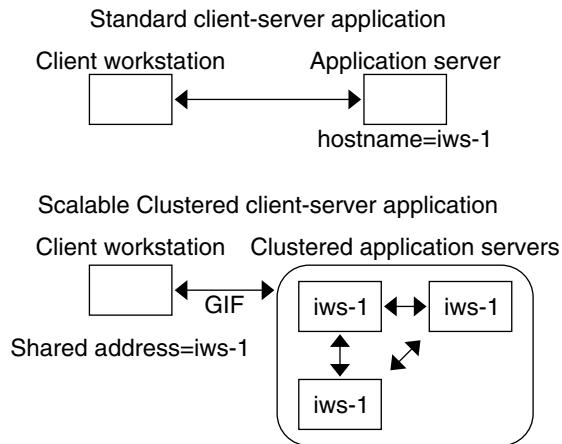 Standard client-server application
Client workstation
Application server
hostname=iws-1
Scalable Clustered client-server application
Client workstation
Clustered application servers
GIF
iws-1
iws-1
Shared address=iws-1
iws-1